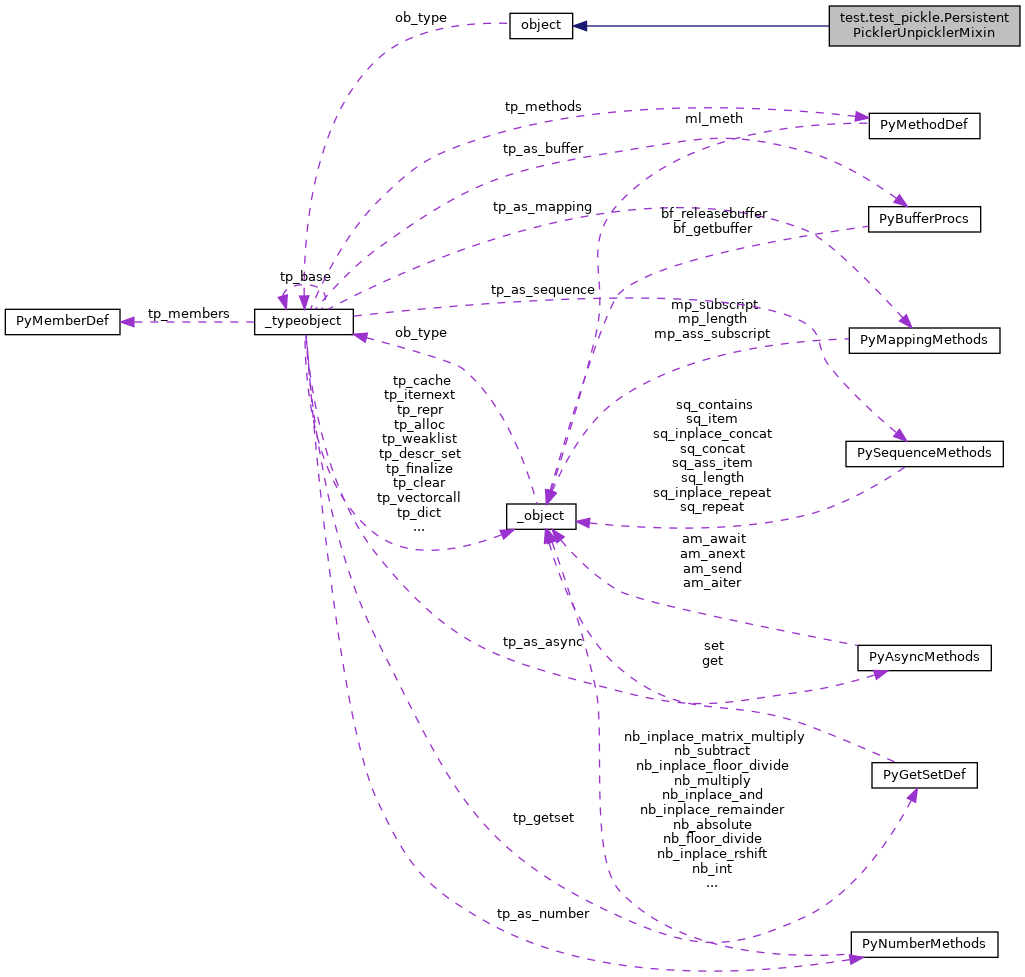 ob_type
object
test.test_pickle.Persistent
PicklerUnpicklerMixin
tp_methods
ml_meth
PyMethodDef
tp_as_buffer
tp_as_mapping
bf_releasebuffer
bf_getbuffer
PyBufferProcs
tp_base
tp_as_sequence
mp_subscript
mp_length
mp_ass_subscript
PyMemberDef
tp_members
_typeobject
ob_type
PyMappingMethods
tp_cache
tp_iternext
tp_repr
tp_alloc
tp_weaklist
tp_descr_set
tp_finalize
tp_clear
tp_vectorcall
tp_dict
...
sq_contains
sq_item
sq_inplace_concat
sq_concat
sq_ass_item
sq_length
sq_inplace_repeat
sq_repeat
PySequenceMethods
_object
am_await
am_anext
am_send
am_aiter
tp_as_async
set
get
PyAsyncMethods
nb_inplace_matrix_multiply
nb_subtract
nb_inplace_floor_divide
nb_multiply
nb_inplace_and
nb_inplace_remainder
nb_absolute
nb_floor_divide
nb_inplace_rshift
nb_int
...
PyGetSetDef
tp_getset
tp_as_number
PyNumberMethods